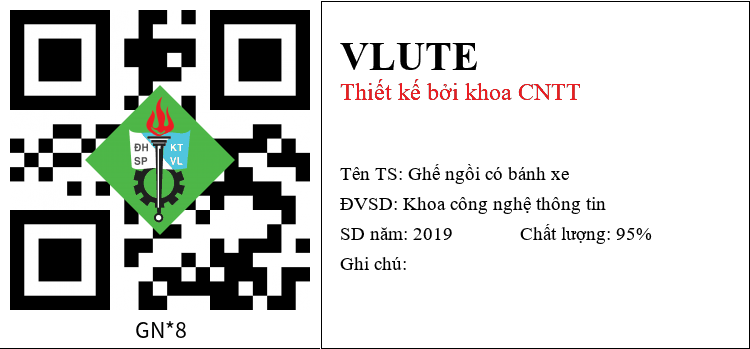 ĐH KT
SP VL
GN*8
VLUTE
Thiết kế bởi khoa CNTT
Tên TS: Ghế ngồi có bánh xe
ĐVSD: Khoa công nghệ thông tin
SD năm: 2019 Chất lượng: 95%
Ghi chú: